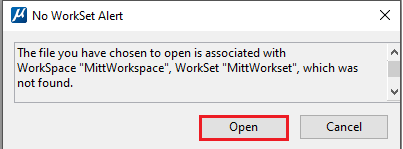 No WorkSet Alert
The file you have chosen to open is associated with
WorkSpace "MittWorkspace", WorkSet "MittWorkset", which was
not found.
Open
Cancel